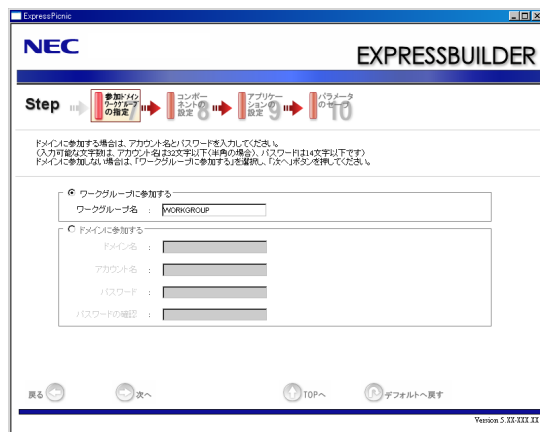 ExpressPicnic
NEC
EXPRESSBUILDER
Step
参加ドメイン
ワークグループ
の指定 7
コンポー
ネントの
設定 8
アプリケー
ションの
設定 9
パラメータ
のセーブ 10
ドメインに参加する場合は、アカウント名とパスワードを入力してください。
(入力可能な文字数は、アカウント名は32文字以下(半角の場合)、パスワードは14文字以下です)
ドメインに参加しない場合は、「ワークグループに参加する」を選択し、「次へ」ボタンを押してください。
ワークグループに参加する
ワークグループ名 : WORKGROUP
ドメインに参加する
ドメイン名 :
アカウント名 :
パスワード :
パスワードの確認 :
戻る 次へ TOPへ デフォルトへ戻す
Version 5.XX-XXX.XX